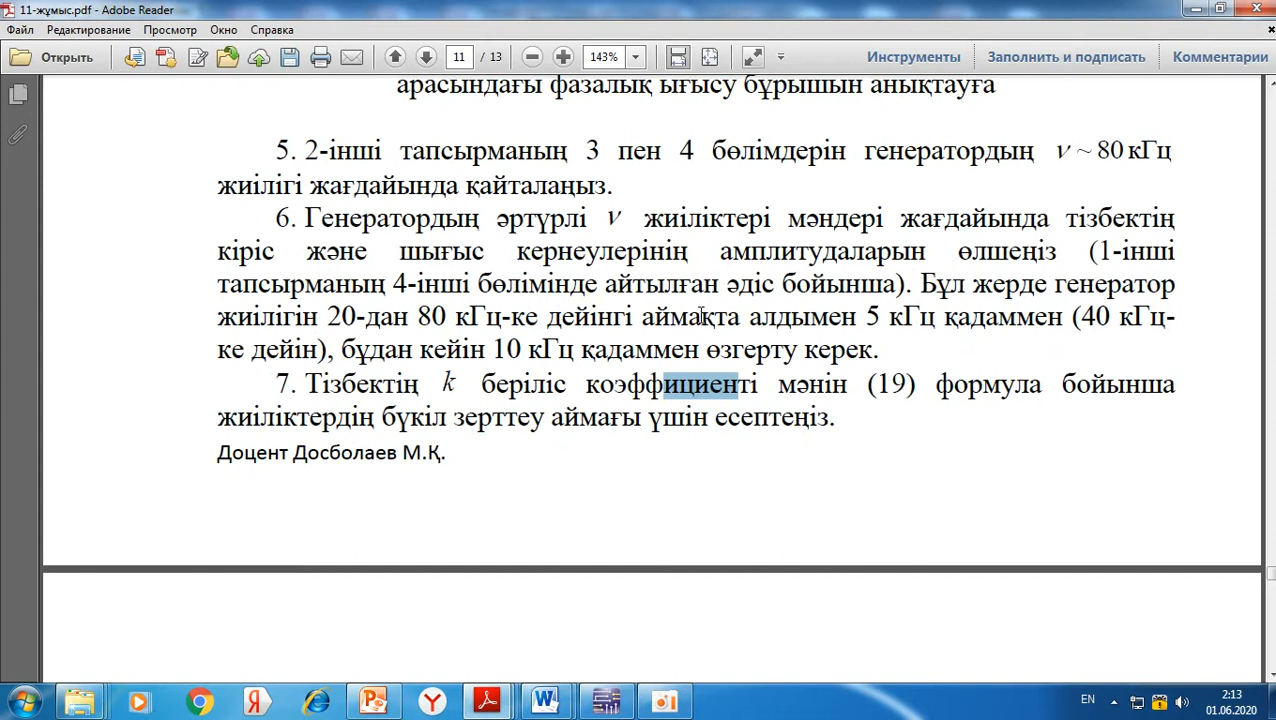 11-жұмыс.pdf - Adobe Reader
Файл Редактирование Просмотр Окно Справка
Открыть 11 / 13 143% Инструменты Заполнить и подписать Комментарии
арасындағы фазалық ығысу бұрышын анықтауға
5. 2-інші тапсырманың 3 пен 4 бөлімдерін генератордың ν ~ 80 кГц
жиілігі жағдайында қайталаңыз.
6. Генератордың әртүрлі ν жиіліктері мәндері жағдайында тізбектің
кіріс және шығыс кернеулерінің амплитудаларын өлшеңіз (1-інші
тапсырманың 4-інші бөлімінде айтылған әдіс бойынша). Бұл жерде генератор
жиілігін 20-дан 80 кГц-ке дейінгі аймақта алдымен 5 кГц қадаммен (40 кГц-
ке дейін), бұдан кейін 10 кГц қадаммен өзгерту керек.
7. Тізбектің k беріліс коэффициенті мәнін (19) формула бойынша
жиіліктердің бүкіл зерттеу аймағы үшін есептеңіз.
Доцент Досболаев М.Қ.
EN
2:13
01.06.2020